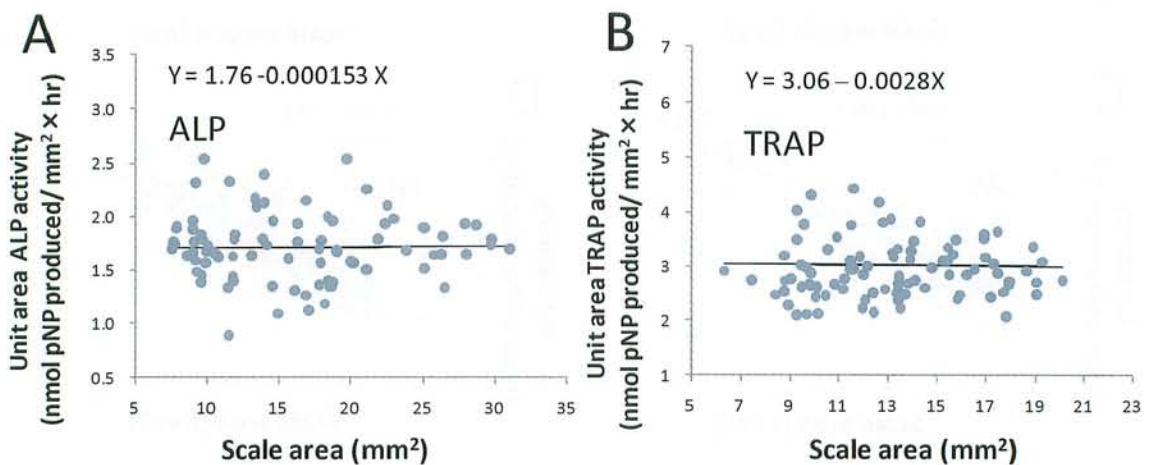 A
Y = 1.76 -0.000153 X
ALP
Unit area ALP activity
(nmol pNP produced/ mm² × hr)
3.5
3.0
2.5
2.0
1.5
1.0
0.5
5 10 15 20 25 30 35
Scale area (mm²)
B
Y = 3.06 – 0.0028X
TRAP
Unit area TRAP activity
(nmol pNP produced/ mm² × hr)
7
6
5
4
3
2
1
5 7 9 11 13 15 17 19 21 23
Scale area (mm²)